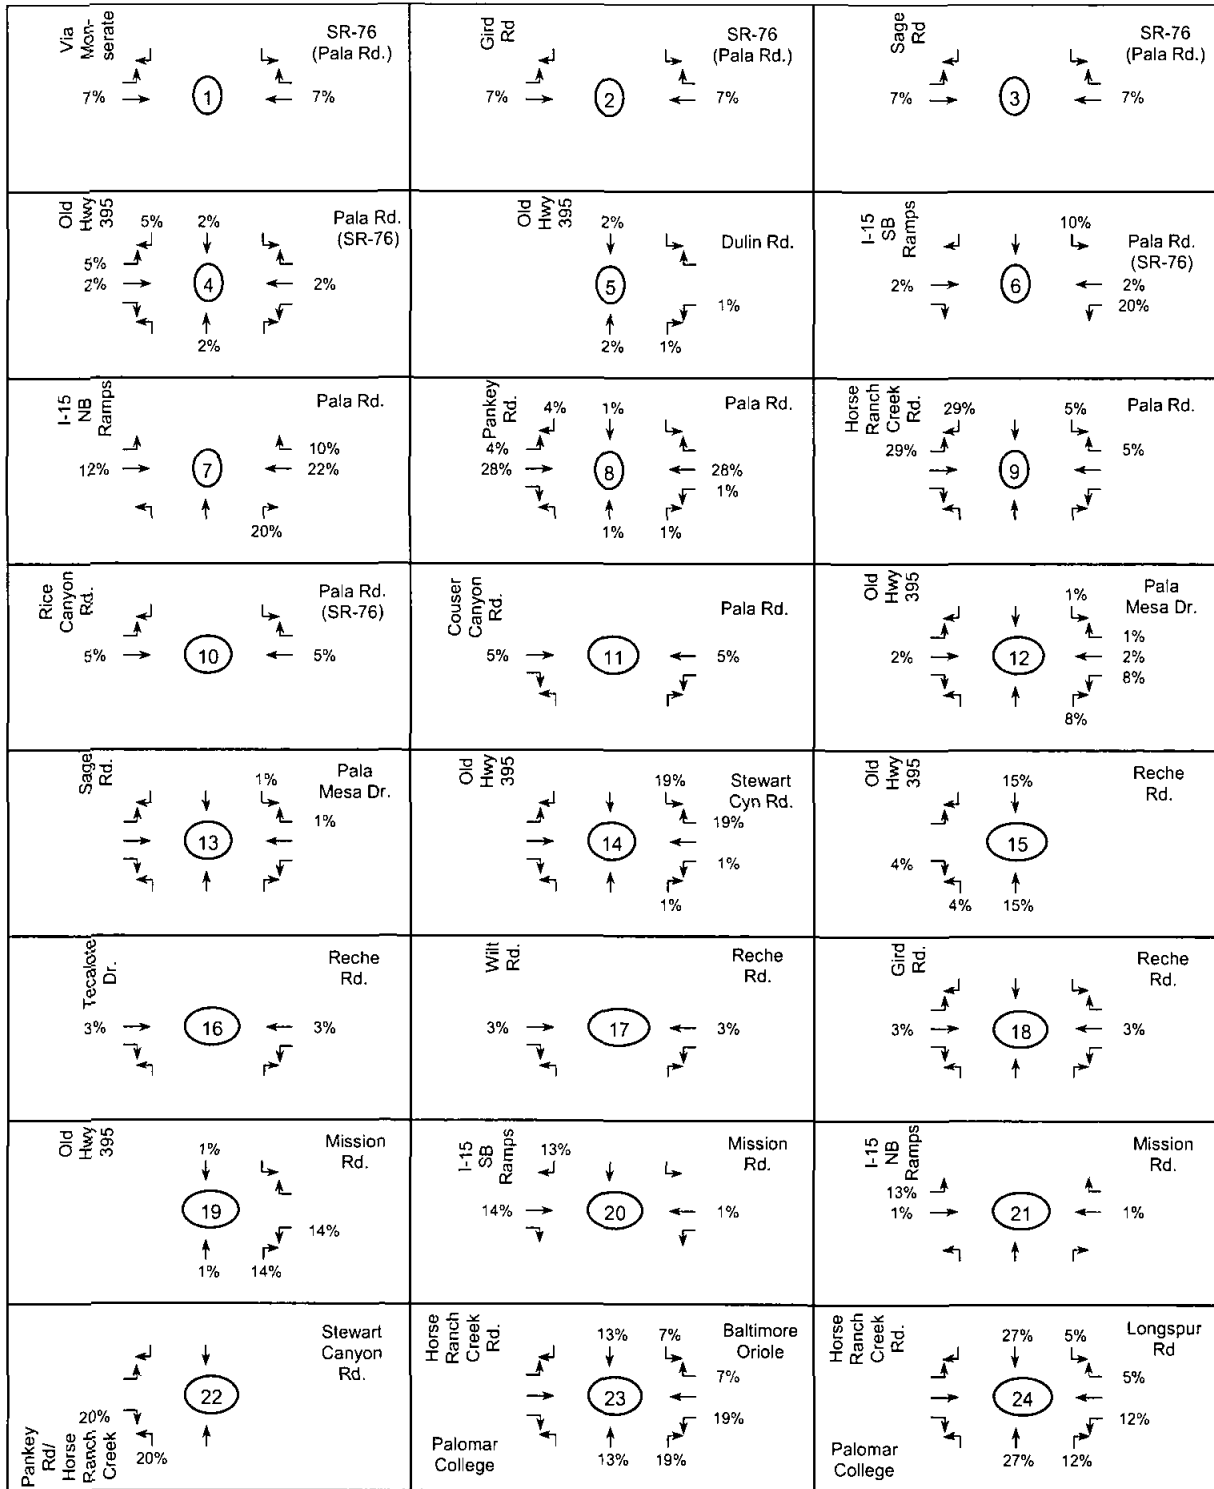 Via
Mon-
serate
SR-76
(Pala Rd.)
7%
1
7%
Gird
Rd
SR-76
(Pala Rd.)
7%
2
7%
Sage
Rd
SR-76
(Pala Rd.)
7%
3
7%
Old
Hwy
395
5%
2%
Pala Rd.
(SR-76)
5%
2%
4
2%
2%
Old
Hwy
395
2%
Dulin Rd.
5
1%
2%
1%
I-15
SB
Ramps
10%
Pala Rd.
(SR-76)
2%
6
2%
20%
I-15
NB
Ramps
Pala Rd.
12%
7
10%
22%
20%
Pankey
Rd.
4%
1%
Pala Rd.
4%
28%
8
28%
1%
1%
1%
Horse
Ranch
Creek
Rd.
29%
5%
Pala Rd.
29%
9
5%
Rice
Canyon
Rd.
Pala Rd.
(SR-76)
5%
10
5%
Couser
Canyon
Rd.
Pala Rd.
5%
11
5%
Old
Hwy
395
1%
Pala
Mesa Dr.
2%
12
1%
2%
8%
8%
Sage
Rd.
1%
Pala
Mesa Dr.
13
1%
Old
Hwy
395
19%
Stewart
Cyn Rd.
14
19%
1%
1%
Old
Hwy
395
15%
Reche
Rd.
15
4%
4%
15%
Tecalote
Dr.
Reche
Rd.
3%
16
3%
Wilt
Rd.
Reche
Rd.
3%
17
3%
Gird
Rd.
Reche
Rd.
3%
18
3%
Old
Hwy
395
1%
Mission
Rd.
19
14%
1%
14%
I-15
SB
Ramps
13%
Mission
Rd.
14%
20
1%
I-15
NB
Ramps
Mission
Rd.
13%
1%
21
1%
Stewart
Canyon
Rd.
22
20%
20%
Pankey
Rd/
Horse
Ranch
Creek
Horse
Ranch
Creek
Rd.
13%
7%
Baltimore
Oriole
23
7%
19%
Palomar
College
13%
19%
Horse
Ranch
Creek
Rd.
27%
5%
Longspur
Rd
24
5%
12%
Palomar
College
27%
12%